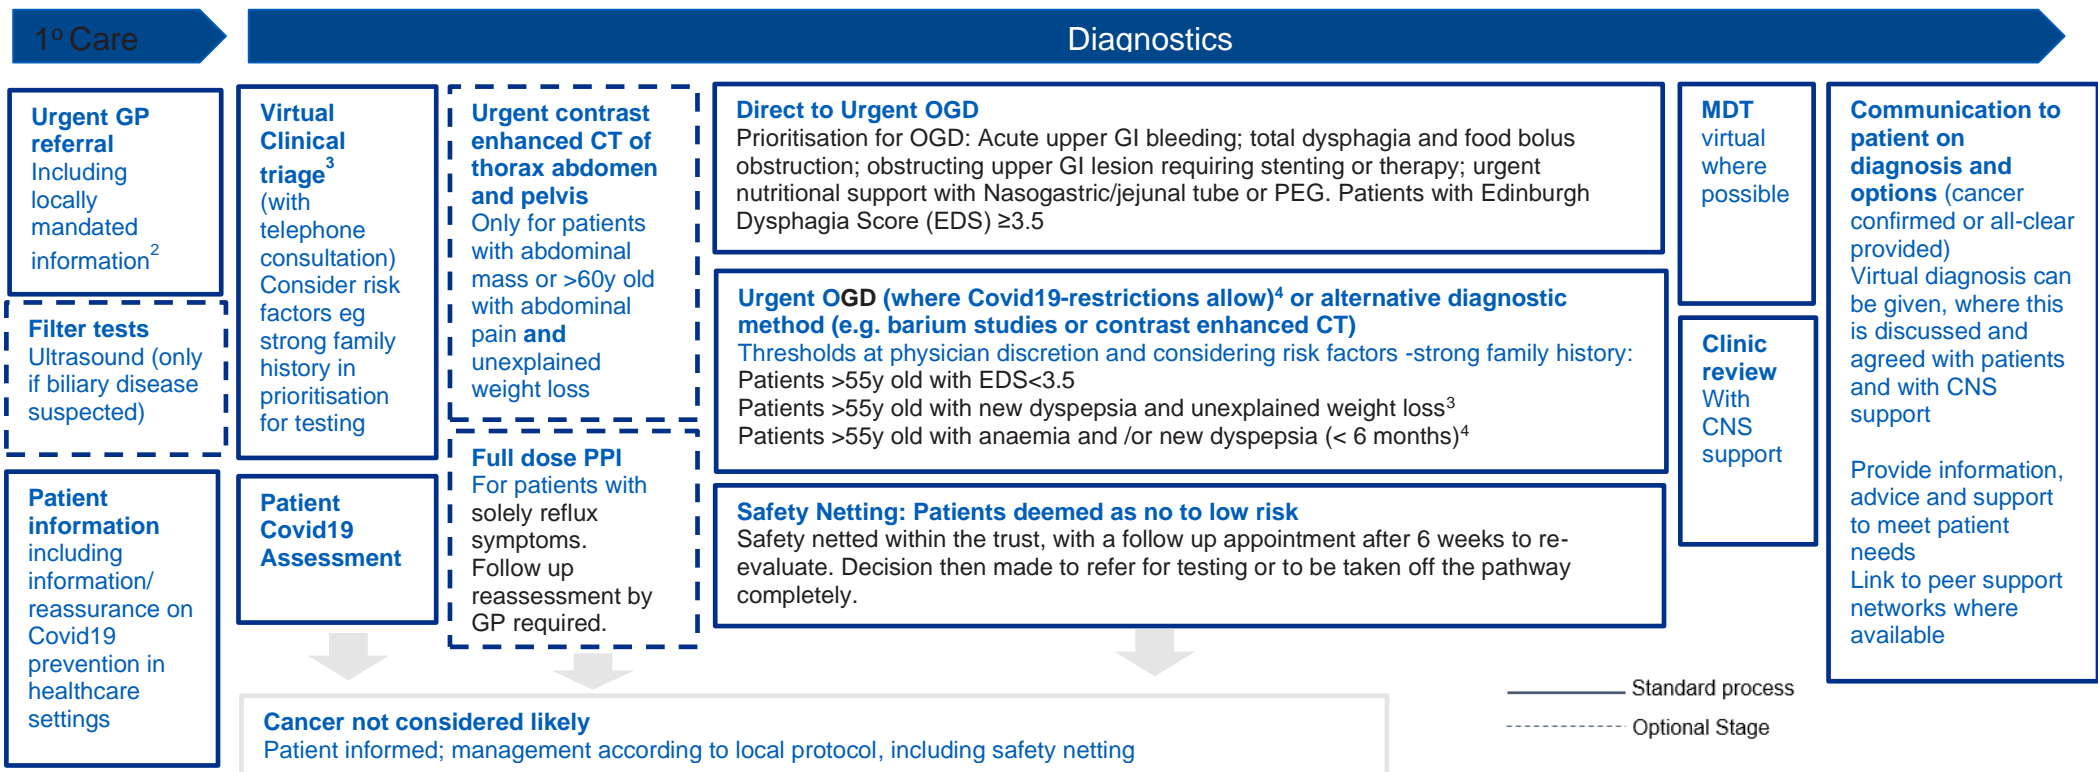 1º Care
Diagnostics
Urgent GP
referral
Including
locally
mandated
information2
Filter tests
Ultrasound (only
if biliary disease
suspected)
Patient
information
including
information/
reassurance on
Covid19
prevention in
healthcare
settings
Virtual
Clinical
triage3
(with
telephone
consultation)
Consider risk
factors eg
strong family
history in
prioritisation
for testing
Patient
Covid19
Assessment
Urgent contrast
enhanced CT of
thorax abdomen
and pelvis
Only for patients
with abdominal
mass or >60y old
with abdominal
pain and
unexplained
weight loss
Full dose PPI
For patients with
solely reflux
symptoms.
Follow up
reassessment by
GP required.
Direct to Urgent OGD
Prioritisation for OGD: Acute upper GI bleeding; total dysphagia and food bolus
obstruction; obstructing upper GI lesion requiring stenting or therapy; urgent
nutritional support with Nasogastric/jejunal tube or PEG. Patients with Edinburgh
Dysphagia Score (EDS) ≥3.5
Urgent OGD (where Covid19-restrictions allow)4 or alternative diagnostic
method (e.g. barium studies or contrast enhanced CT)
Thresholds at physician discretion and considering risk factors -strong family history:
Patients >55y old with EDS<3.5
Patients >55y old with new dyspepsia and unexplained weight loss3
Patients >55y old with anaemia and /or new dyspepsia (< 6 months)4
Safety Netting: Patients deemed as no to low risk
Safety netted within the trust, with a follow up appointment after 6 weeks to re-
evaluate. Decision then made to refer for testing or to be taken off the pathway
completely.
MDT
virtual
where
possible
Clinic
review
With
CNS
support
Communication to
patient on
diagnosis and
options (cancer
confirmed or all-clear
provided)
Virtual diagnosis can
be given, where this
is discussed and
agreed with patients
and with CNS
support
Provide information,
advice and support
to meet patient
needs
Link to peer support
networks where
available
Cancer not considered likely
Patient informed; management according to local protocol, including safety netting
Standard process
Optional Stage